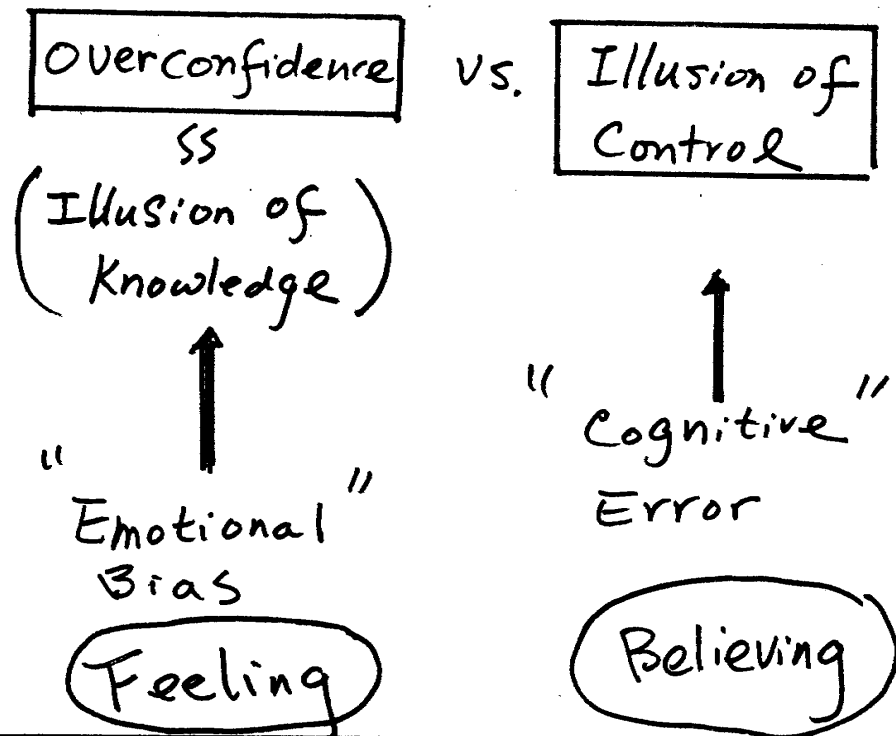 Overconfidence vs. Illusion of
Control
SS
(Illusion of
Knowledge)
"Emotional"
Bias
Feeling
"Cognitive"
Error
Believing